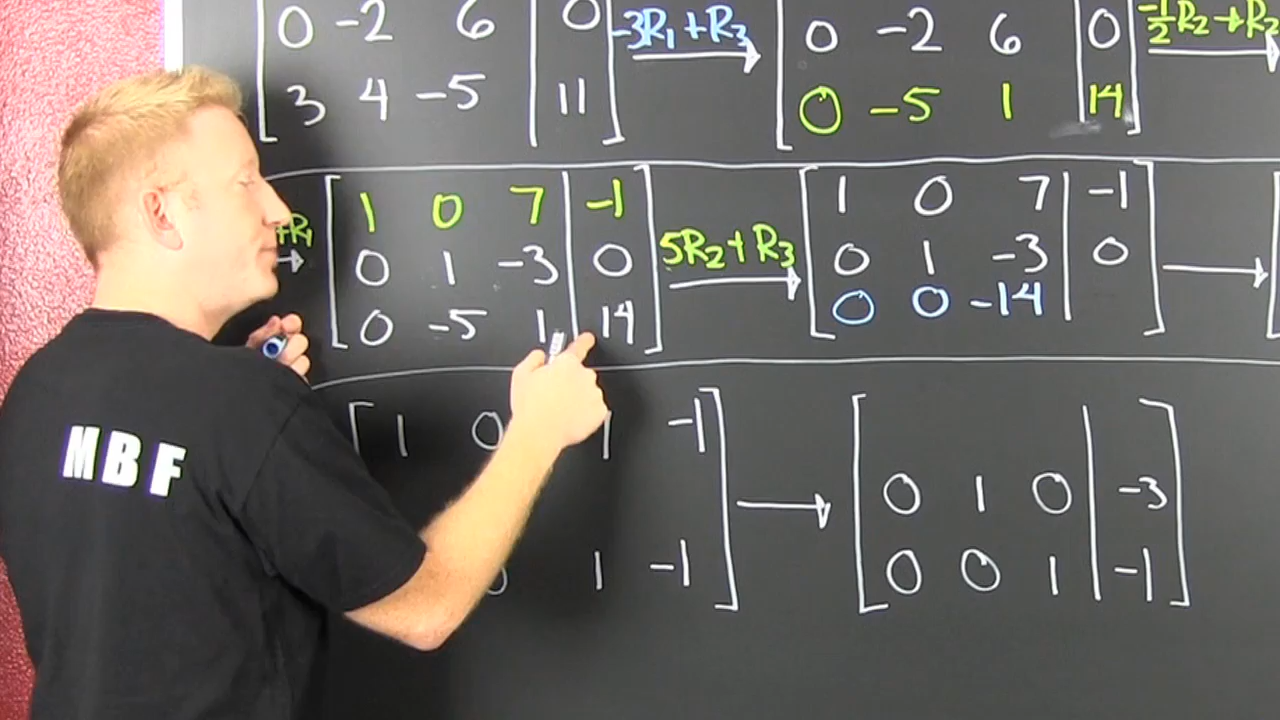 0 -2 6 | 0
3 4 -5 | 11
-3R₁+R₃
0 -2 6 | 0
0 -5 1 | 14
-1/2R₂→R₂
+R₁
1 0 7 | -1
0 1 -3 | 0
0 -5 1 | 14
5R₂+R₃
1 0 7 | -1
0 1 -3 | 0
0 0 -14 |
1 0 -1
1 -1
0 1 0 | -3
0 0 1 | -1
MBF